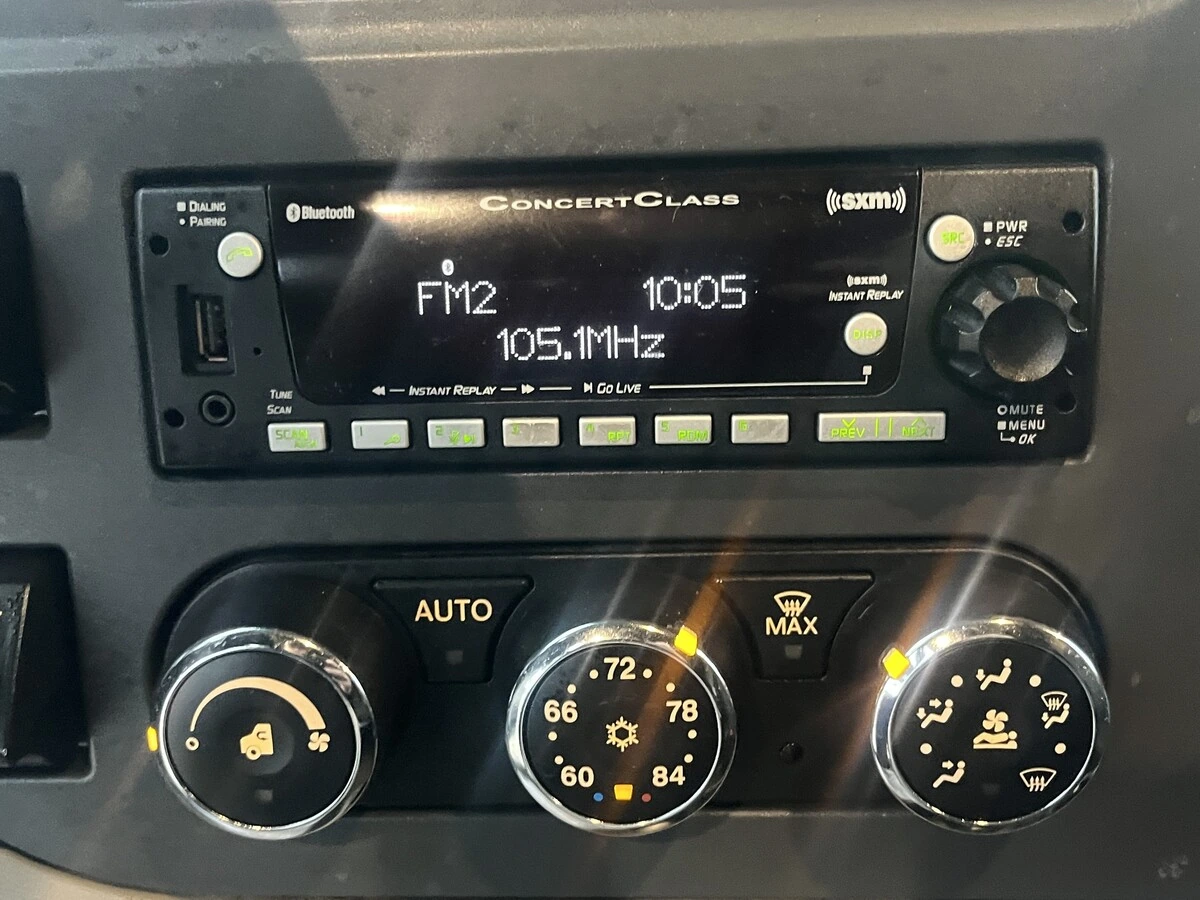 DIALING
PAIRING
Bluetooth
CONCERTCLASS
((sxm))
SRC
PWR
ESC
FM2
10:05
105.1MHz
((sxm))
INSTANT REPLAY
DISP
INSTANT REPLAY
GO LIVE
TUNE
SCAN
SCAN
1
2
3
4 RPT
5 RDM
6
PREV
NEXT
MUTE
MENU
OK
AUTO
MAX
72
66
78
60
84